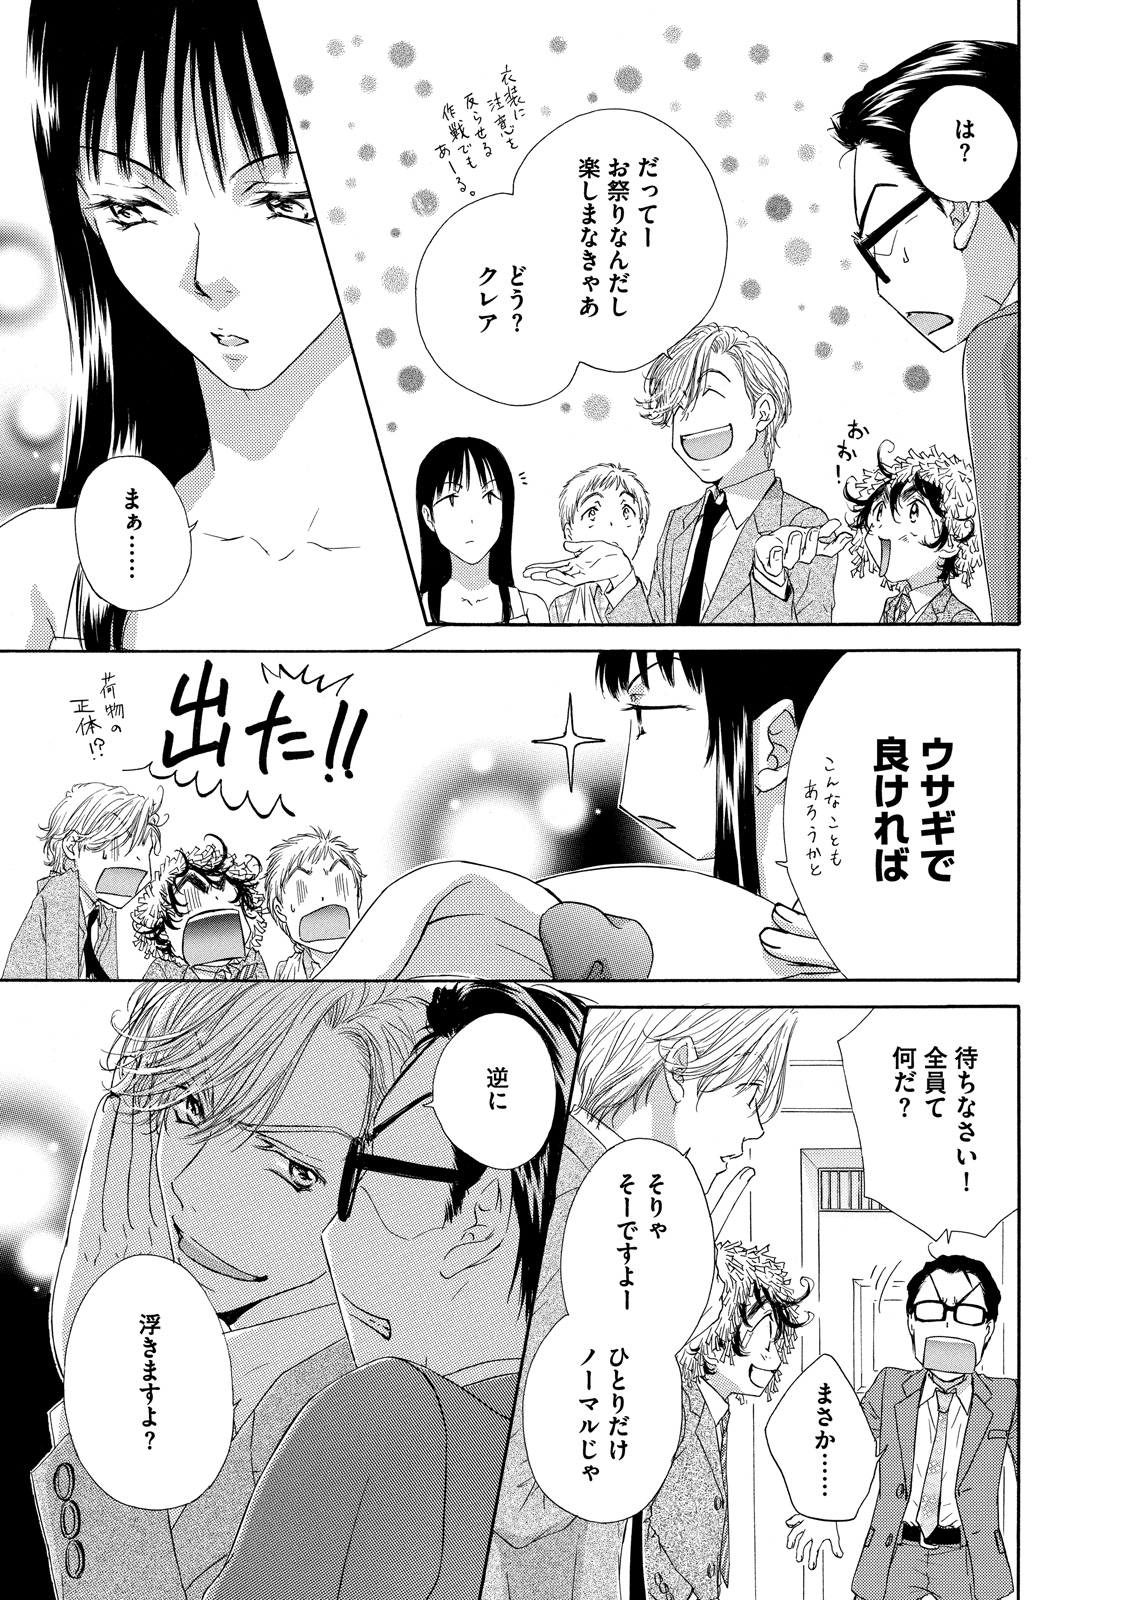 は？
だってー
お祭りなんだし
楽しまなきゃあ
どう？
クレア
衣装に
注意を
反らせる
作戦でも
あーる。
おお！
まぁ……
ウサギで
良ければ
こんなことも
あろうかと
出た!!
荷物の
正体!?
待ちなさい！
全員て
何だ？
まさか……
そりゃ
そーですよー
ひとりだけ
ノーマルじゃ
逆に
浮きますよ？